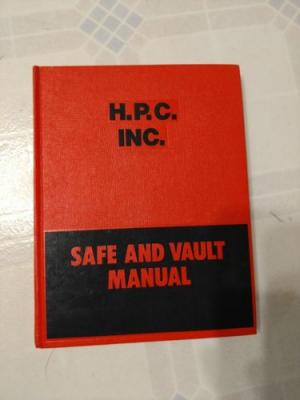 H.P.C.
INC.
SAFE AND VAULT
MANUAL